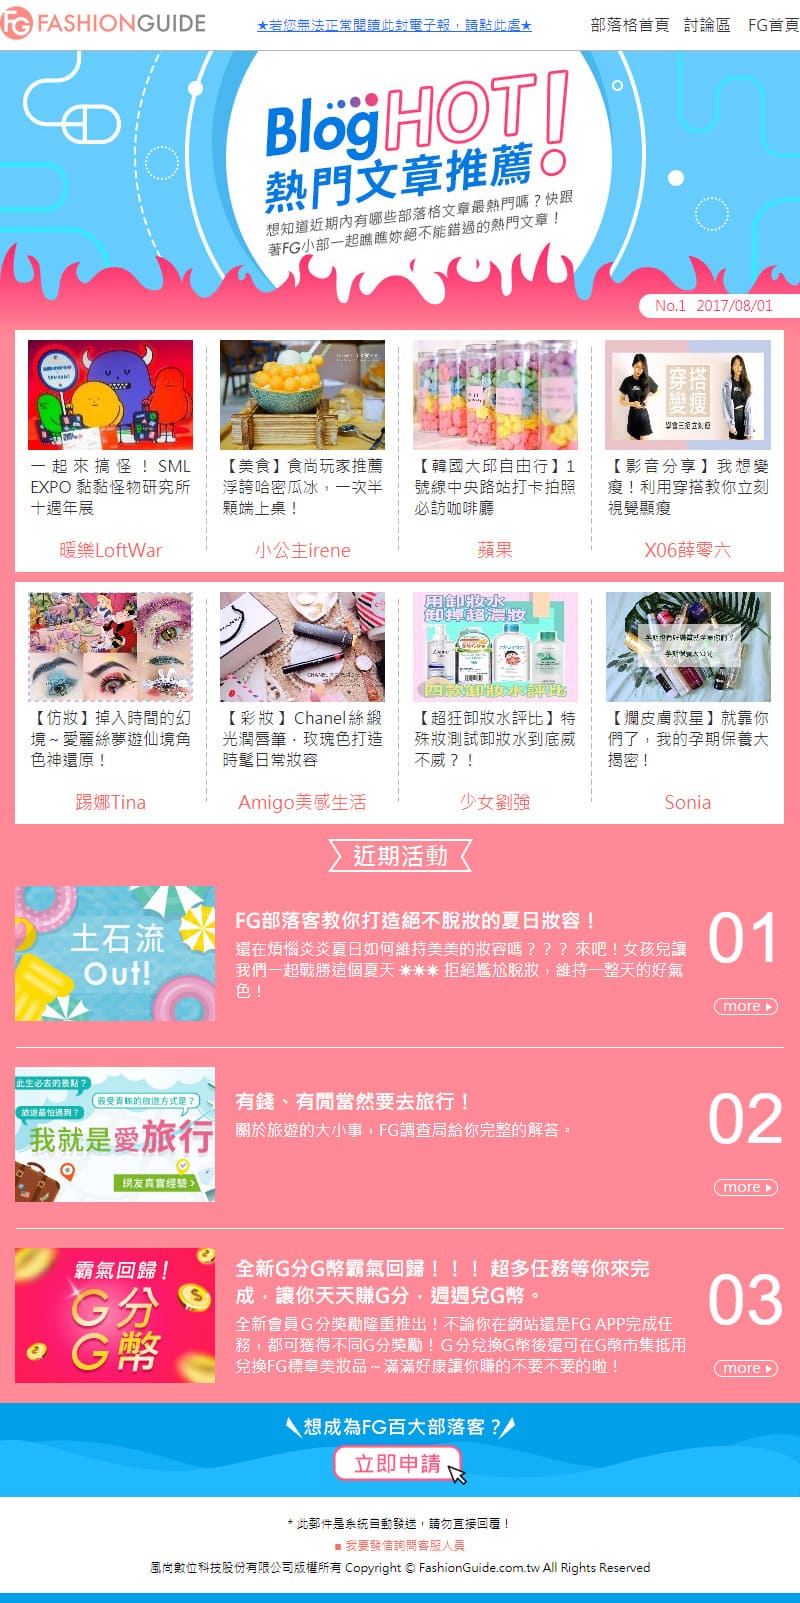 FG FASHIONGUIDE
★若您無法正常閱讀此封電子報，請點此處★
部落格首頁 討論區 FG首頁
Blog HOT!
熱門文章推薦
想知道近期內有哪些部落格文章最熱門嗎？快跟
著FG小部一起瞧瞧妳絕不能錯過的熱門文章！
No.1 2017/08/01
一起來搞怪！SML
EXPO 黏黏怪物研究所
十週年展
暖樂LoftWar
【美食】食尚玩家推薦
浮誇哈密瓜冰，一次半
顆端上桌！
小公主irene
【韓國大邱自由行】1
號線中央路站打卡拍照
必訪咖啡廳
蘋果
穿搭
變瘦
學會三招立刻瘦
【影音分享】我想變
瘦！利用穿搭教你立刻
視覺顯瘦
X06薛零六
【仿妝】掉入時間的幻
境～愛麗絲夢遊仙境角
色神還原！
踢娜Tina
CHANEL
【彩妝】Chanel絲緞
光潤唇筆．玫瑰色打造
時髦日常妝容
Amigo美感生活
用卸妝水
卸掉超濃妝
四款卸妝水評比
【超狂卸妝水評比】特
殊妝測試卸妝水到底威
不威？！
少女劉強
孕期保養大公開
【爛皮膚救星】就靠你
們了，我的孕期保養大
揭密！
Sonia
近期活動
土石流
Out!
FG部落客教你打造絕不脫妝的夏日妝容！
還在煩惱炎炎夏日如何維持美美的妝容嗎？？？ 來吧！女孩兒讓
我們一起戰勝這個夏天 ✷✷✷ 拒絕尷尬脫妝，維持一整天的好氣
色！
01
more
此生必去的景點？
最受青睞的旅遊方式是？
旅遊最怕遇到？
我就是愛旅行
網友真實經驗
有錢、有閒當然要去旅行！
關於旅遊的大小事，FG調查局給你完整的解答。
02
more
霸氣回歸！
G分
G幣
全新G分G幣霸氣回歸！！！ 超多任務等你來完
成．讓你天天賺G分．週週兌G幣。
全新會員Ｇ分獎勵隆重推出！不論你在網站還是FG APP完成任
務，都可獲得不同G分獎勵！Ｇ分兌換G幣後還可在G幣市集抵用
兌換FG標章美妝品～滿滿好康讓你賺的不要不要的啦！
03
more
想成為FG百大部落客？
立即申請
* 此郵件是系統自動發送，請勿直接回覆！
■ 我要發信詢問客服人員
風尚數位科技股份有限公司版權所有 Copyright © FashionGuide.com.tw All Rights Reserved